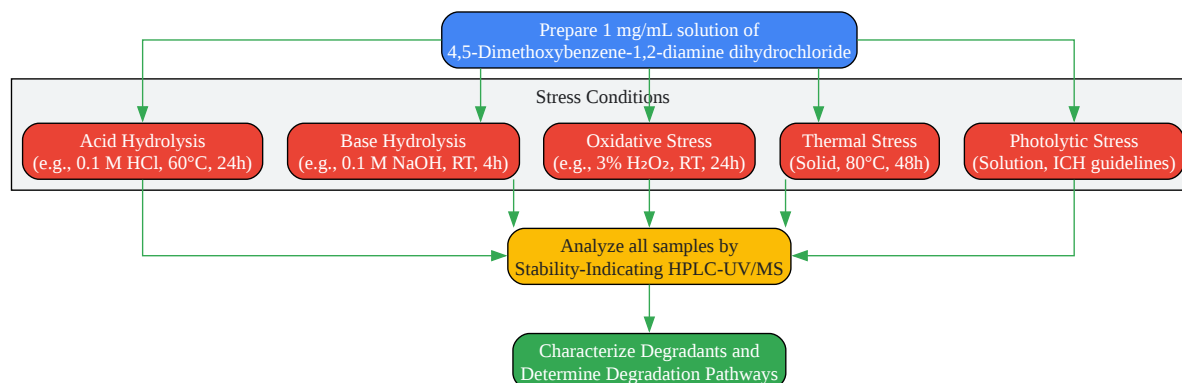 Prepare 1 mg/mL solution of
4,5-Dimethoxybenzene-1,2-diamine dihydrochloride
Stress Conditions
Acid Hydrolysis
(e.g., 0.1 M HCl, 60°C, 24h)
Base Hydrolysis
(e.g., 0.1 M NaOH, RT, 4h)
Oxidative Stress
(e.g., 3% H₂O₂, RT, 24h)
Thermal Stress
(Solid, 80°C, 48h)
Photolytic Stress
(Solution, ICH guidelines)
Analyze all samples by
Stability-Indicating HPLC-UV/MS
Characterize Degradants and
Determine Degradation Pathways